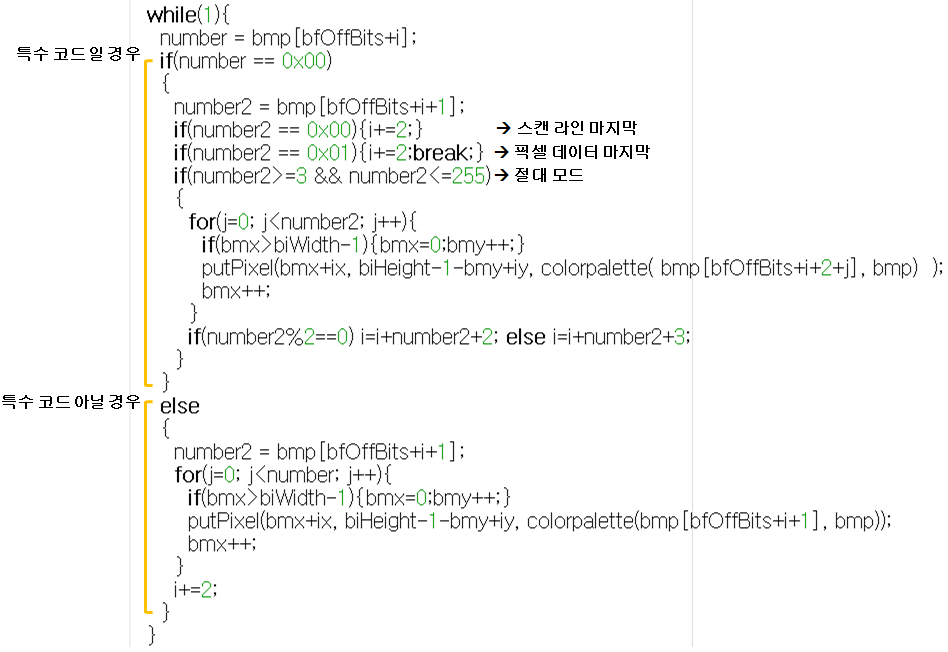 while(1){
number = bmp[bfOffBits+i];
특수 코드일 경우
if(number == 0x00)
{
number2 = bmp[bfOffBits+i+1];
if(number2 == 0x00){i+=2;} → 스캔 라인 마지막
if(number2 == 0x01){i+=2;break;} → 픽셀 데이터 마지막
if(number2>=3 && number2<=255) → 절대 모드
{
for(j=0; j<number2; j++){
if(bmx>biWidth-1){bmx=0;bmy++;}
putPixel(bmx+ix, biHeight-1-bmy+iy, colorpalette( bmp[bfOffBits+i+2+j], bmp) );
bmx++;
}
if(number2%2==0) i=i+number2+2; else i=i+number2+3;
}
}
특수 코드 아닐 경우
else
{
number2 = bmp[bfOffBits+i+1];
for(j=0; j<number; j++){
if(bmx>biWidth-1){bmx=0;bmy++;}
putPixel(bmx+ix, biHeight-1-bmy+iy, colorpalette(bmp[bfOffBits+i+1], bmp));
bmx++;
}
i+=2;
}
}